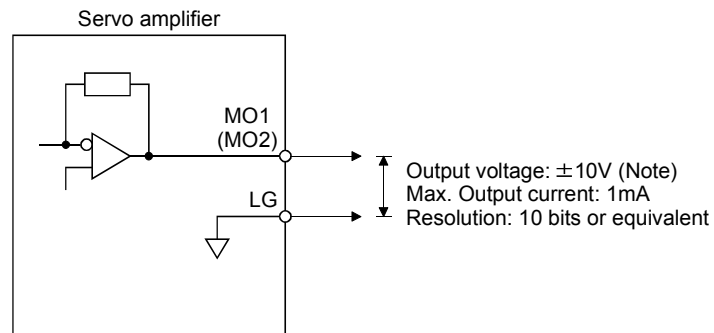 Servo amplifier
MO1
(MO2)
LG
Output voltage: ±10V (Note)
Max. Output current: 1mA
Resolution: 10 bits or equivalent